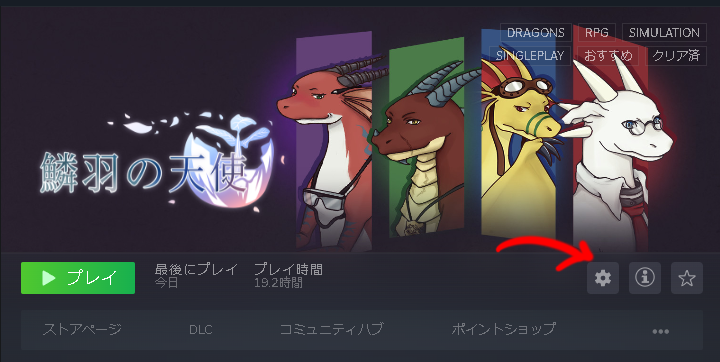 DRAGONS RPG SIMULATION
SINGLEPLAY おすすめ クリア済
鱗羽の天使
プレイ
最後にプレイ プレイ時間
今日 19.2時間
ストアページ DLC コミュニティハブ ポイントショップ